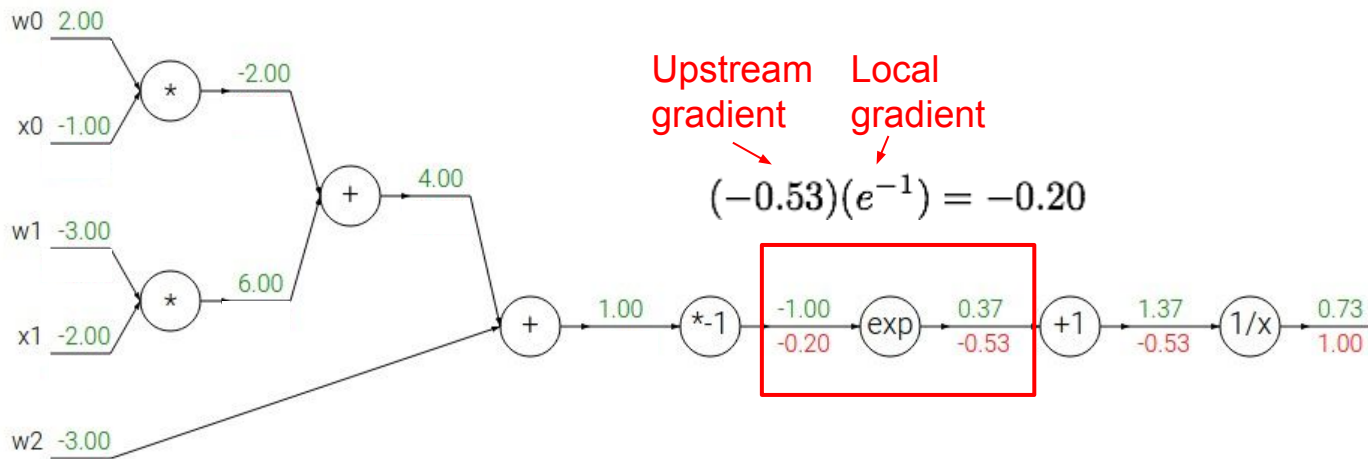 w0 2.00
-2.00
*
x0 -1.00
Upstream gradient
Local gradient
4.00
+
(−0.53)(e^{−1}) = −0.20
w1 -3.00
6.00
*
x1 -2.00
+ 1.00 *-1 -1.00 exp 0.37 +1 1.37 1/x 0.73
-0.20 -0.53 -0.53 1.00
w2 -3.00